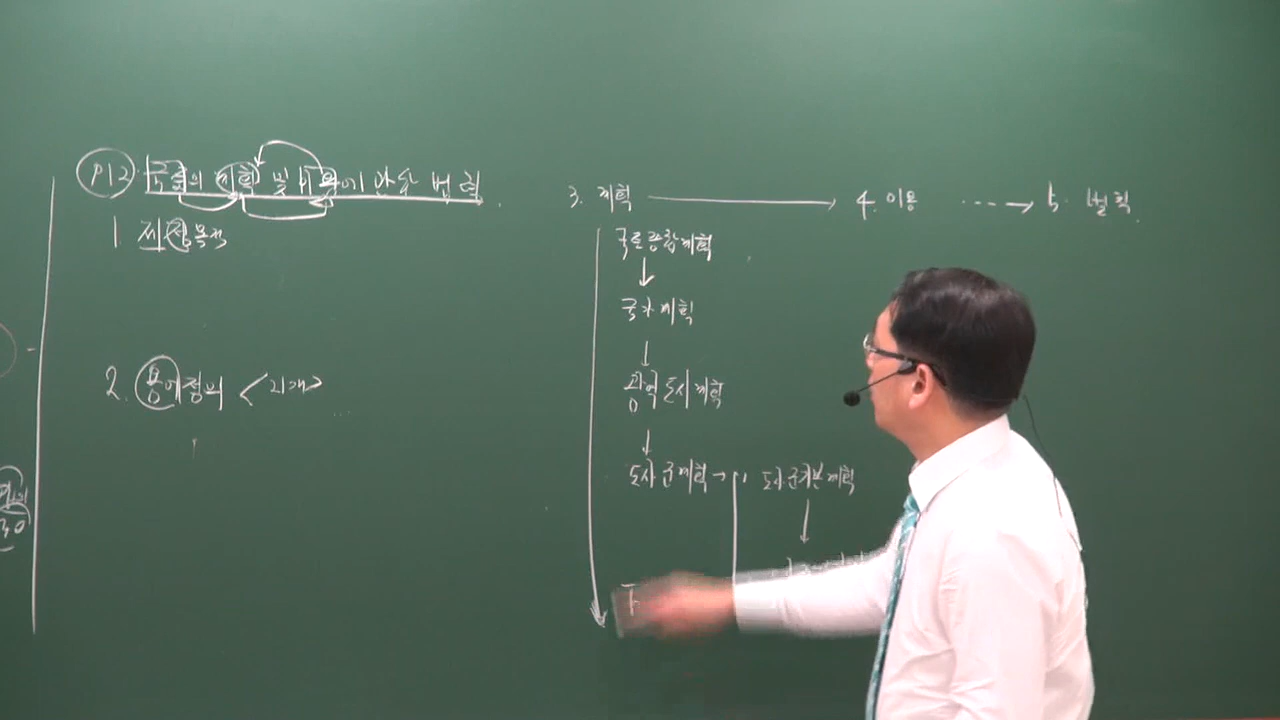 P12. 국토의 계획 및 이용에 관한 법률
1. 제정목적
2. 용어정의 <22개>
3. 계획 → 4. 이용 ····→ 5. 벌칙
국토종합계획
↓
국가계획
↓
광역도시계획
↓
도시군계획 → 1. 도시군기본계획
↓